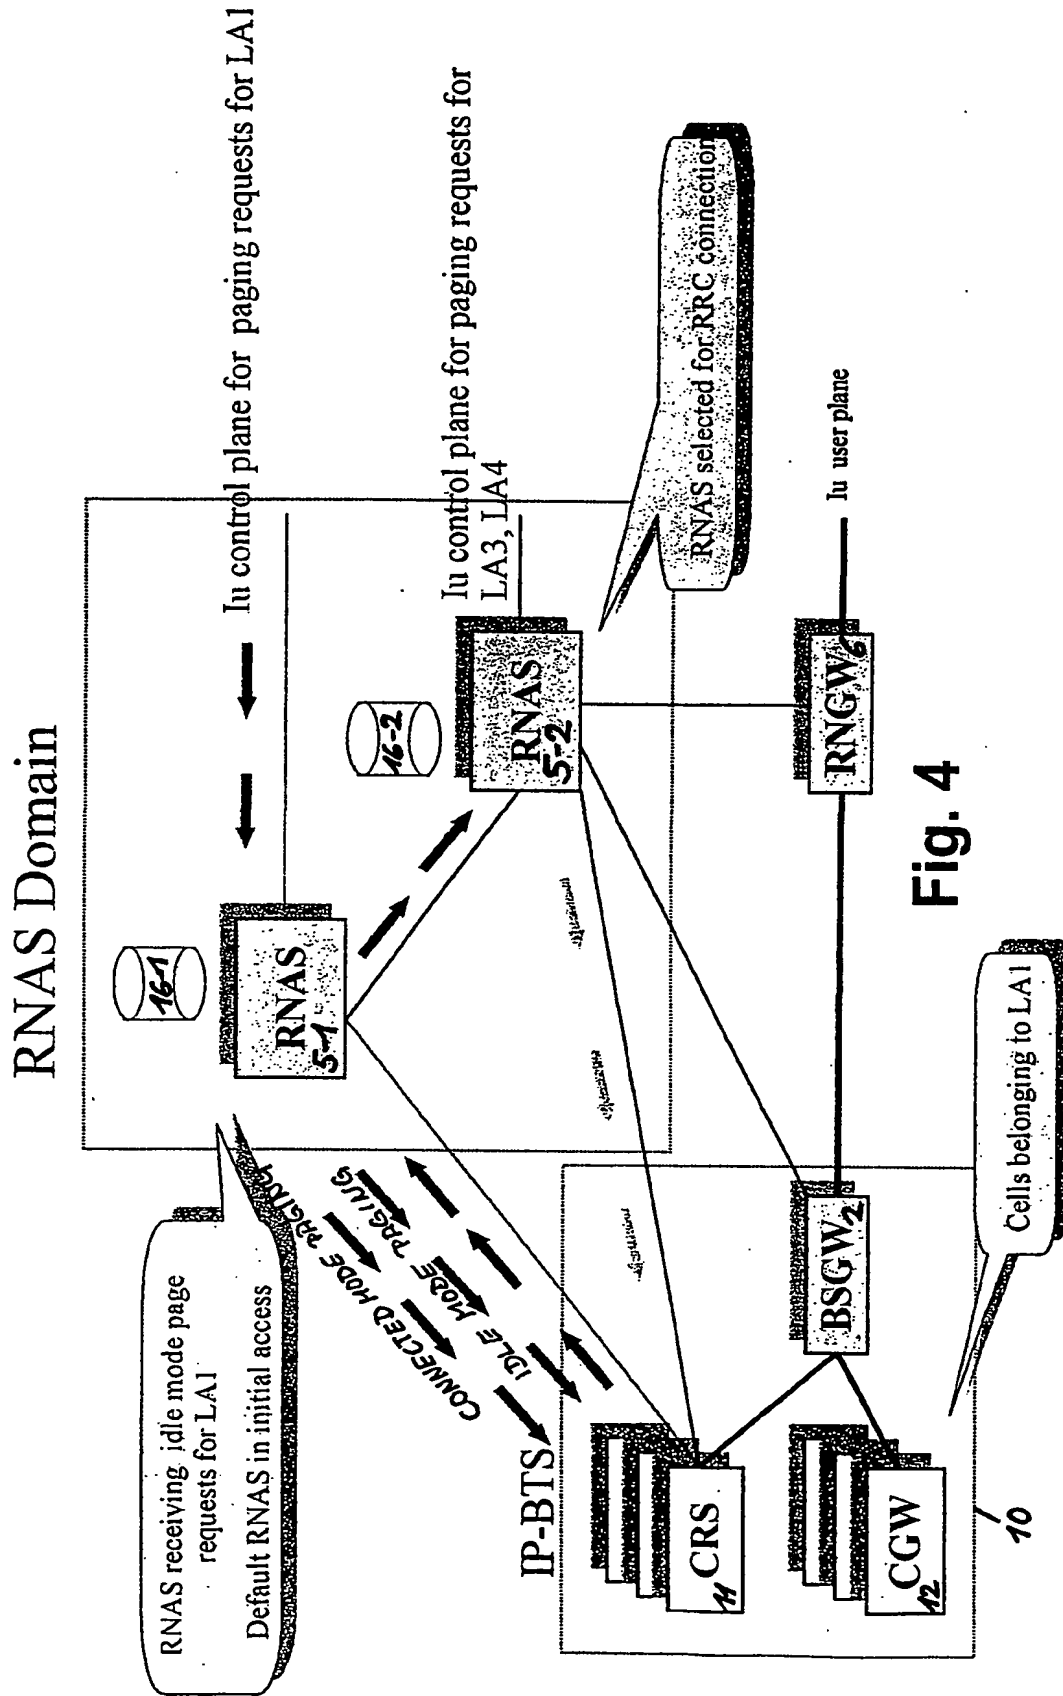 RNAS Domain
RNAS receiving idle mode page
requests for LA1
Default RNAS in initial access
16-1
RNAS
5-1
Iu control plane for paging requests for LA1
16-2
RNAS
5-2
Iu control plane for paging requests for
LA3, LA4
CONNECTED MODE PAGING
IDLE MODE PAGING
RNAS selected for RRC connection
IP-BTS
CRS
11
CGW
12
BSGW
2
RNGW
6
Iu user plane
Cells belonging to LA1
10
Fig. 4